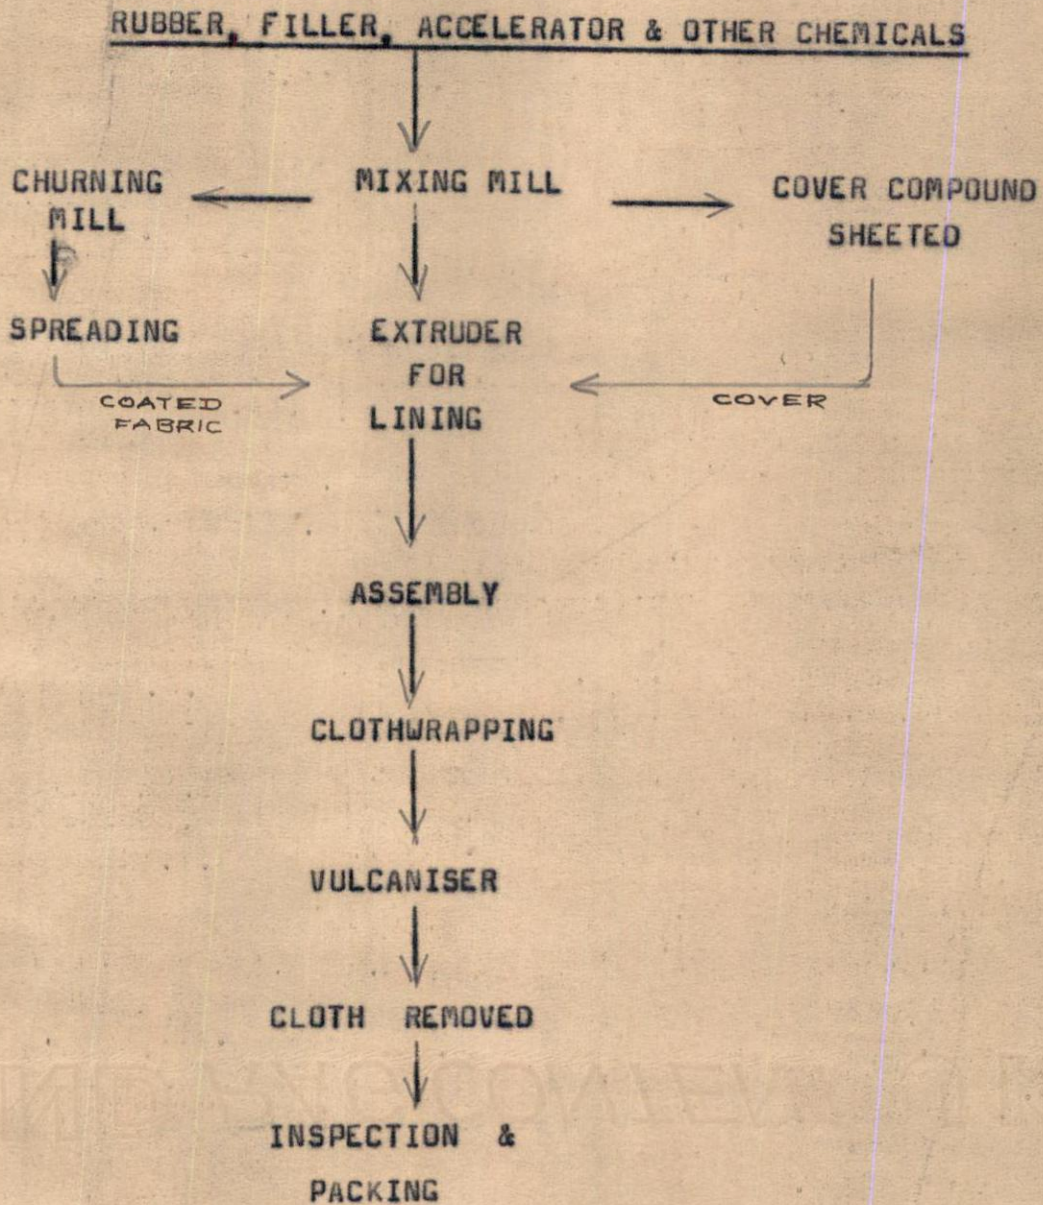 RUBBER, FILLER, ACCELERATOR & OTHER CHEMICALS
CHURNING
MILL
MIXING MILL
COVER COMPOUND
SHEETED
SPREADING
EXTRUDER
FOR
LINING
COATED
FABRIC
COVER
ASSEMBLY
CLOTHWRAPPING
VULCANISER
CLOTH REMOVED
INSPECTION &
PACKING